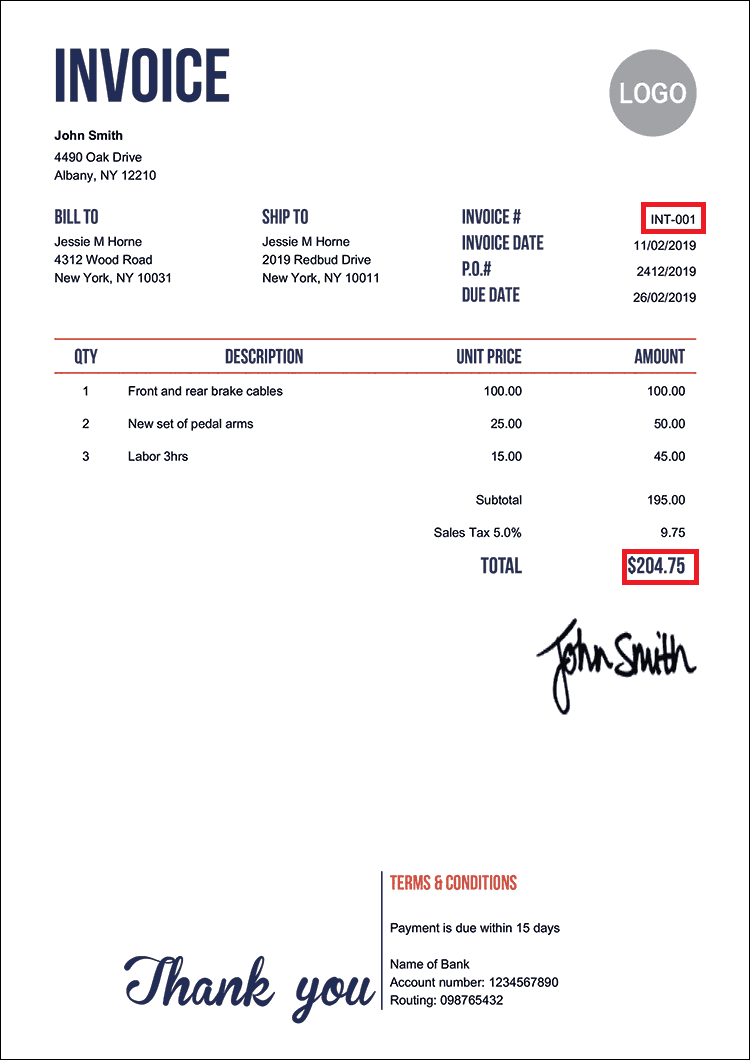 INVOICE
LOGO
John Smith
4490 Oak Drive
Albany, NY 12210
BILL TO
Jessie M Horne
4312 Wood Road
New York, NY 10031
SHIP TO
Jessie M Horne
2019 Redbud Drive
New York, NY 10011
INVOICE # INT-001
INVOICE DATE 11/02/2019
P.O.# 2412/2019
DUE DATE 26/02/2019
QTY DESCRIPTION UNIT PRICE AMOUNT
1 Front and rear brake cables 100.00 100.00
2 New set of pedal arms 25.00 50.00
3 Labor 3hrs 15.00 45.00
Subtotal 195.00
Sales Tax 5.0% 9.75
TOTAL $204.75
John Smith
Thank you
TERMS & CONDITIONS
Payment is due within 15 days
Name of Bank
Account number: 1234567890
Routing: 098765432